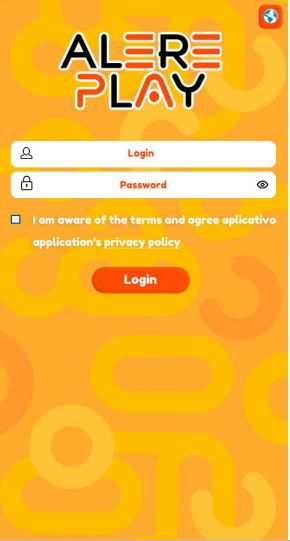 ALERE
PLAY
Login
Password
I am aware of the terms and agree aplicativo
application's privacy policy
Login